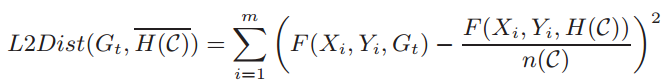 $L2Dist(G_t, \overline{H(\mathcal{C})}) = \sum_{i=1}^{m} \left( F(X_i, Y_i, G_t) - \frac{F(X_i, Y_i, H(\mathcal{C}))}{n(\mathcal{C})} \right)^2$